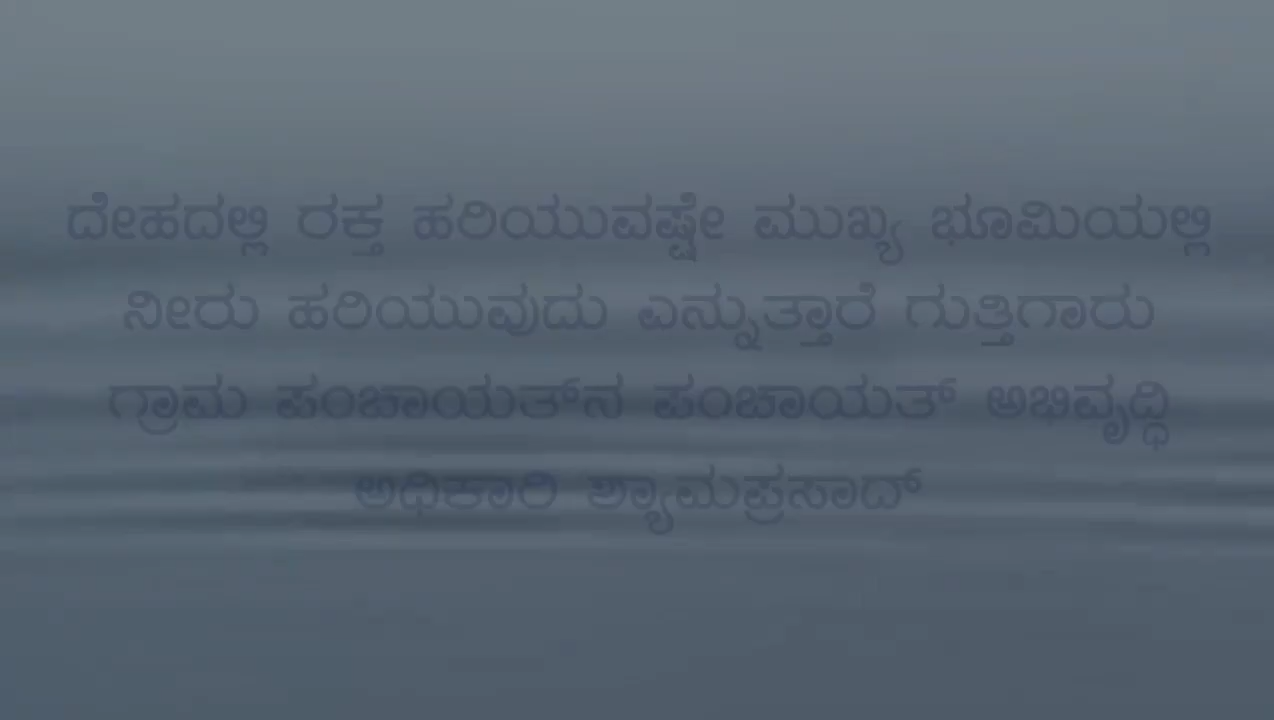 ದೇಹದಲ್ಲಿ ರಕ್ತ ಹರಿಯುವಷ್ಟೇ ಮುಖ್ಯ ಭೂಮಿಯಲ್ಲಿ
ನೀರು ಹರಿಯುವುದು ಎನ್ನುತ್ತಾರೆ ಗುತ್ತಿಗಾರು
ಗ್ರಾಮ ಪಂಚಾಯತ್‌ನ ಪಂಚಾಯತ್ ಅಭಿವೃದ್ಧಿ
ಅಧಿಕಾರಿ ಶ್ಯಾಮಪ್ರಸಾದ್